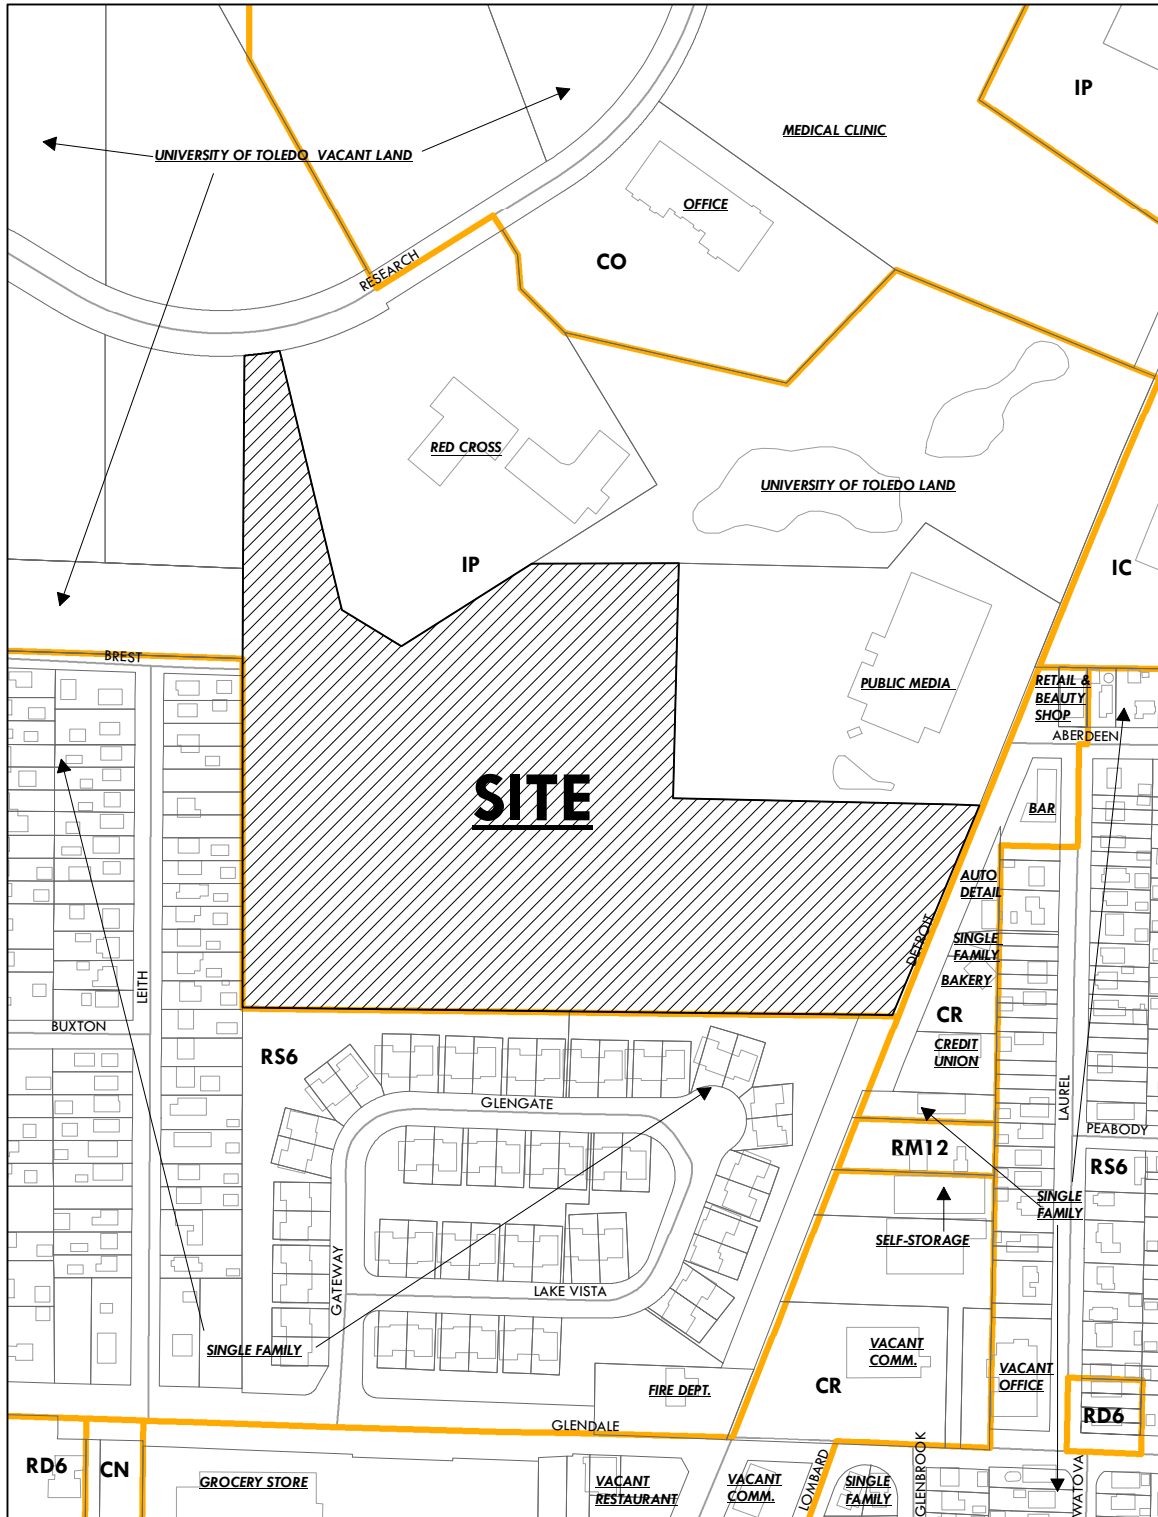 IP
MEDICAL CLINIC
UNIVERSITY OF TOLEDO VACANT LAND
OFFICE
CO
RESEARCH
RED CROSS
UNIVERSITY OF TOLEDO LAND
IP
IC
BREST
PUBLIC MEDIA
RETAIL &
BEAUTY
SHOP
ABERDEEN
SITE
BAR
AUTO
DETAIL
DETROIT
SINGLE
FAMILY
BAKERY
LEITH
CR
BUXTON
CREDIT
UNION
RS6
GLENGATE
LAUREL
PEABODY
RM12
RS6
SINGLE
FAMILY
SELF-STORAGE
GATEWAY
LAKE VISTA
SINGLE FAMILY
VACANT
COMM.
VACANT
OFFICE
FIRE DEPT.
CR
RD6
GLENDALE
RD6
CN
GROCERY STORE
VACANT
RESTAURANT
VACANT
COMM.
LOMBARD
SINGLE
FAMILY
GLENBROOK
WATOVA